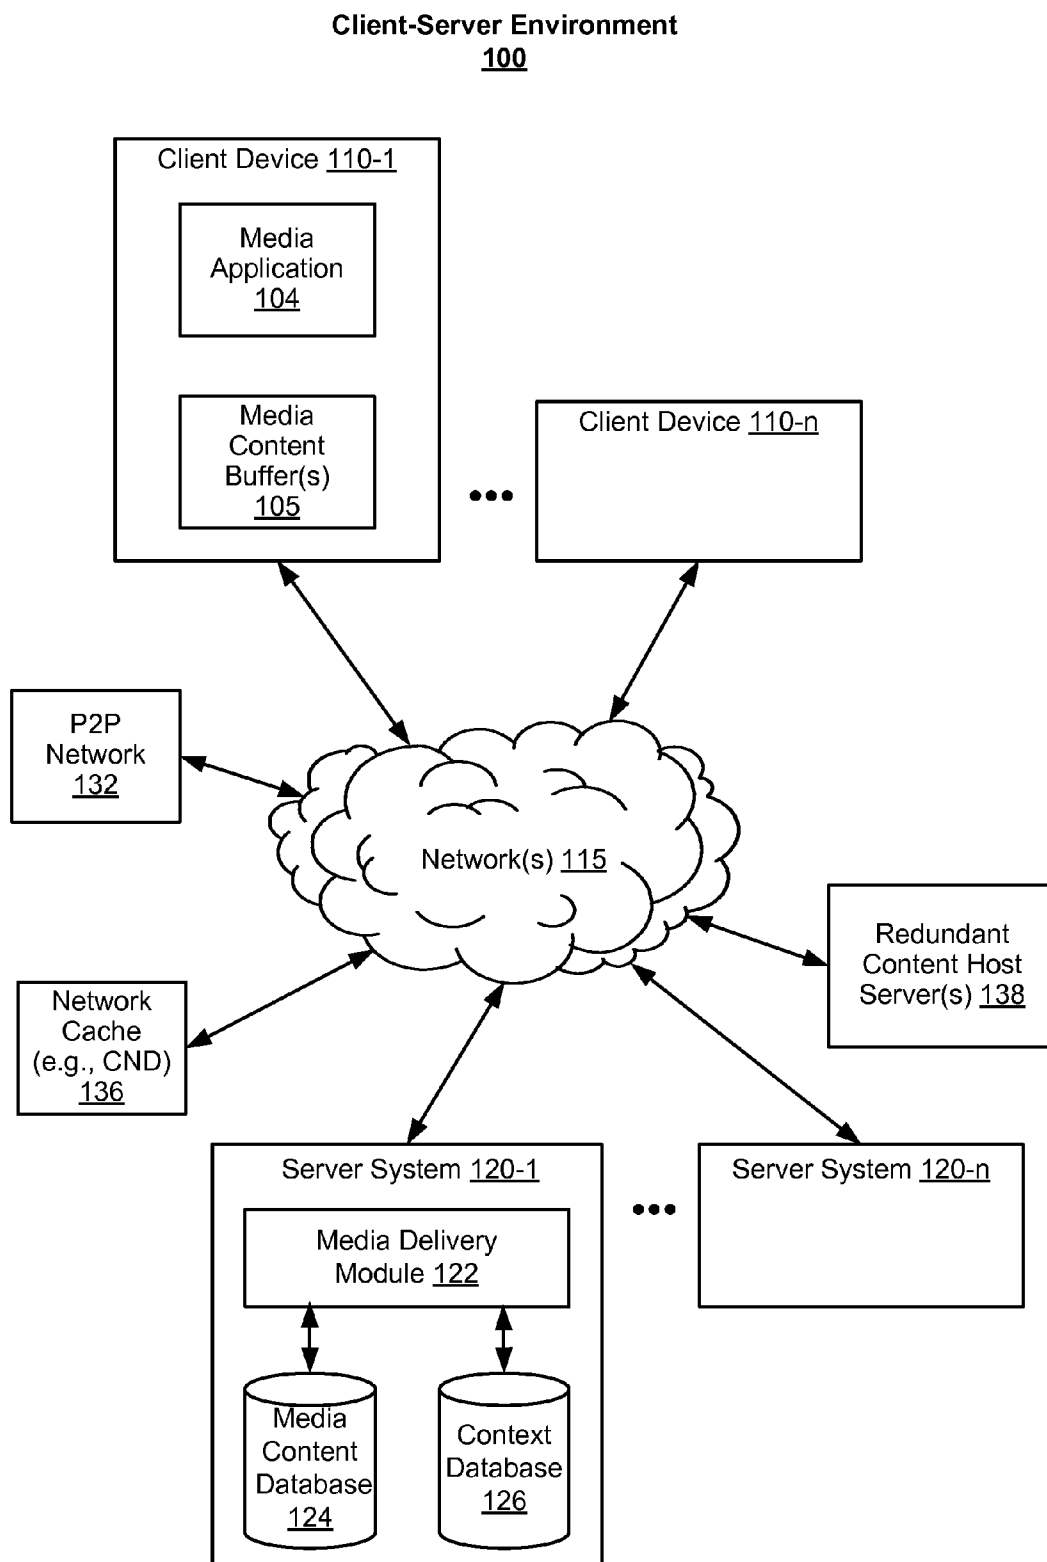 Client-Server Environment
100
Client Device 110-1
Media
Application
104
Media
Content
Buffer(s)
105
Client Device 110-n
P2P
Network
132
Network(s) 115
Redundant
Content Host
Server(s) 138
Network
Cache
(e.g., CND)
136
Server System 120-1
Media Delivery
Module 122
Media
Content
Database
124
Context
Database
126
Server System 120-n